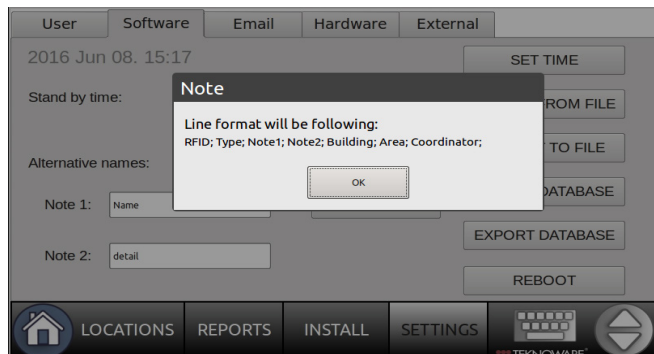 User Software Email Hardware External
2016 Jun 08. 15:17
SET TIME
Note
Stand by time:
ROM FILE
Line format will be following:
RFID; Type; Note1; Note2; Building; Area; Coordinator;
TO FILE
Alternative names:
OK
DATABASE
Note 1: Name
EXPORT DATABASE
Note 2: detail
REBOOT
LOCATIONS REPORTS INSTALL SETTINGS
TEKNOWARE